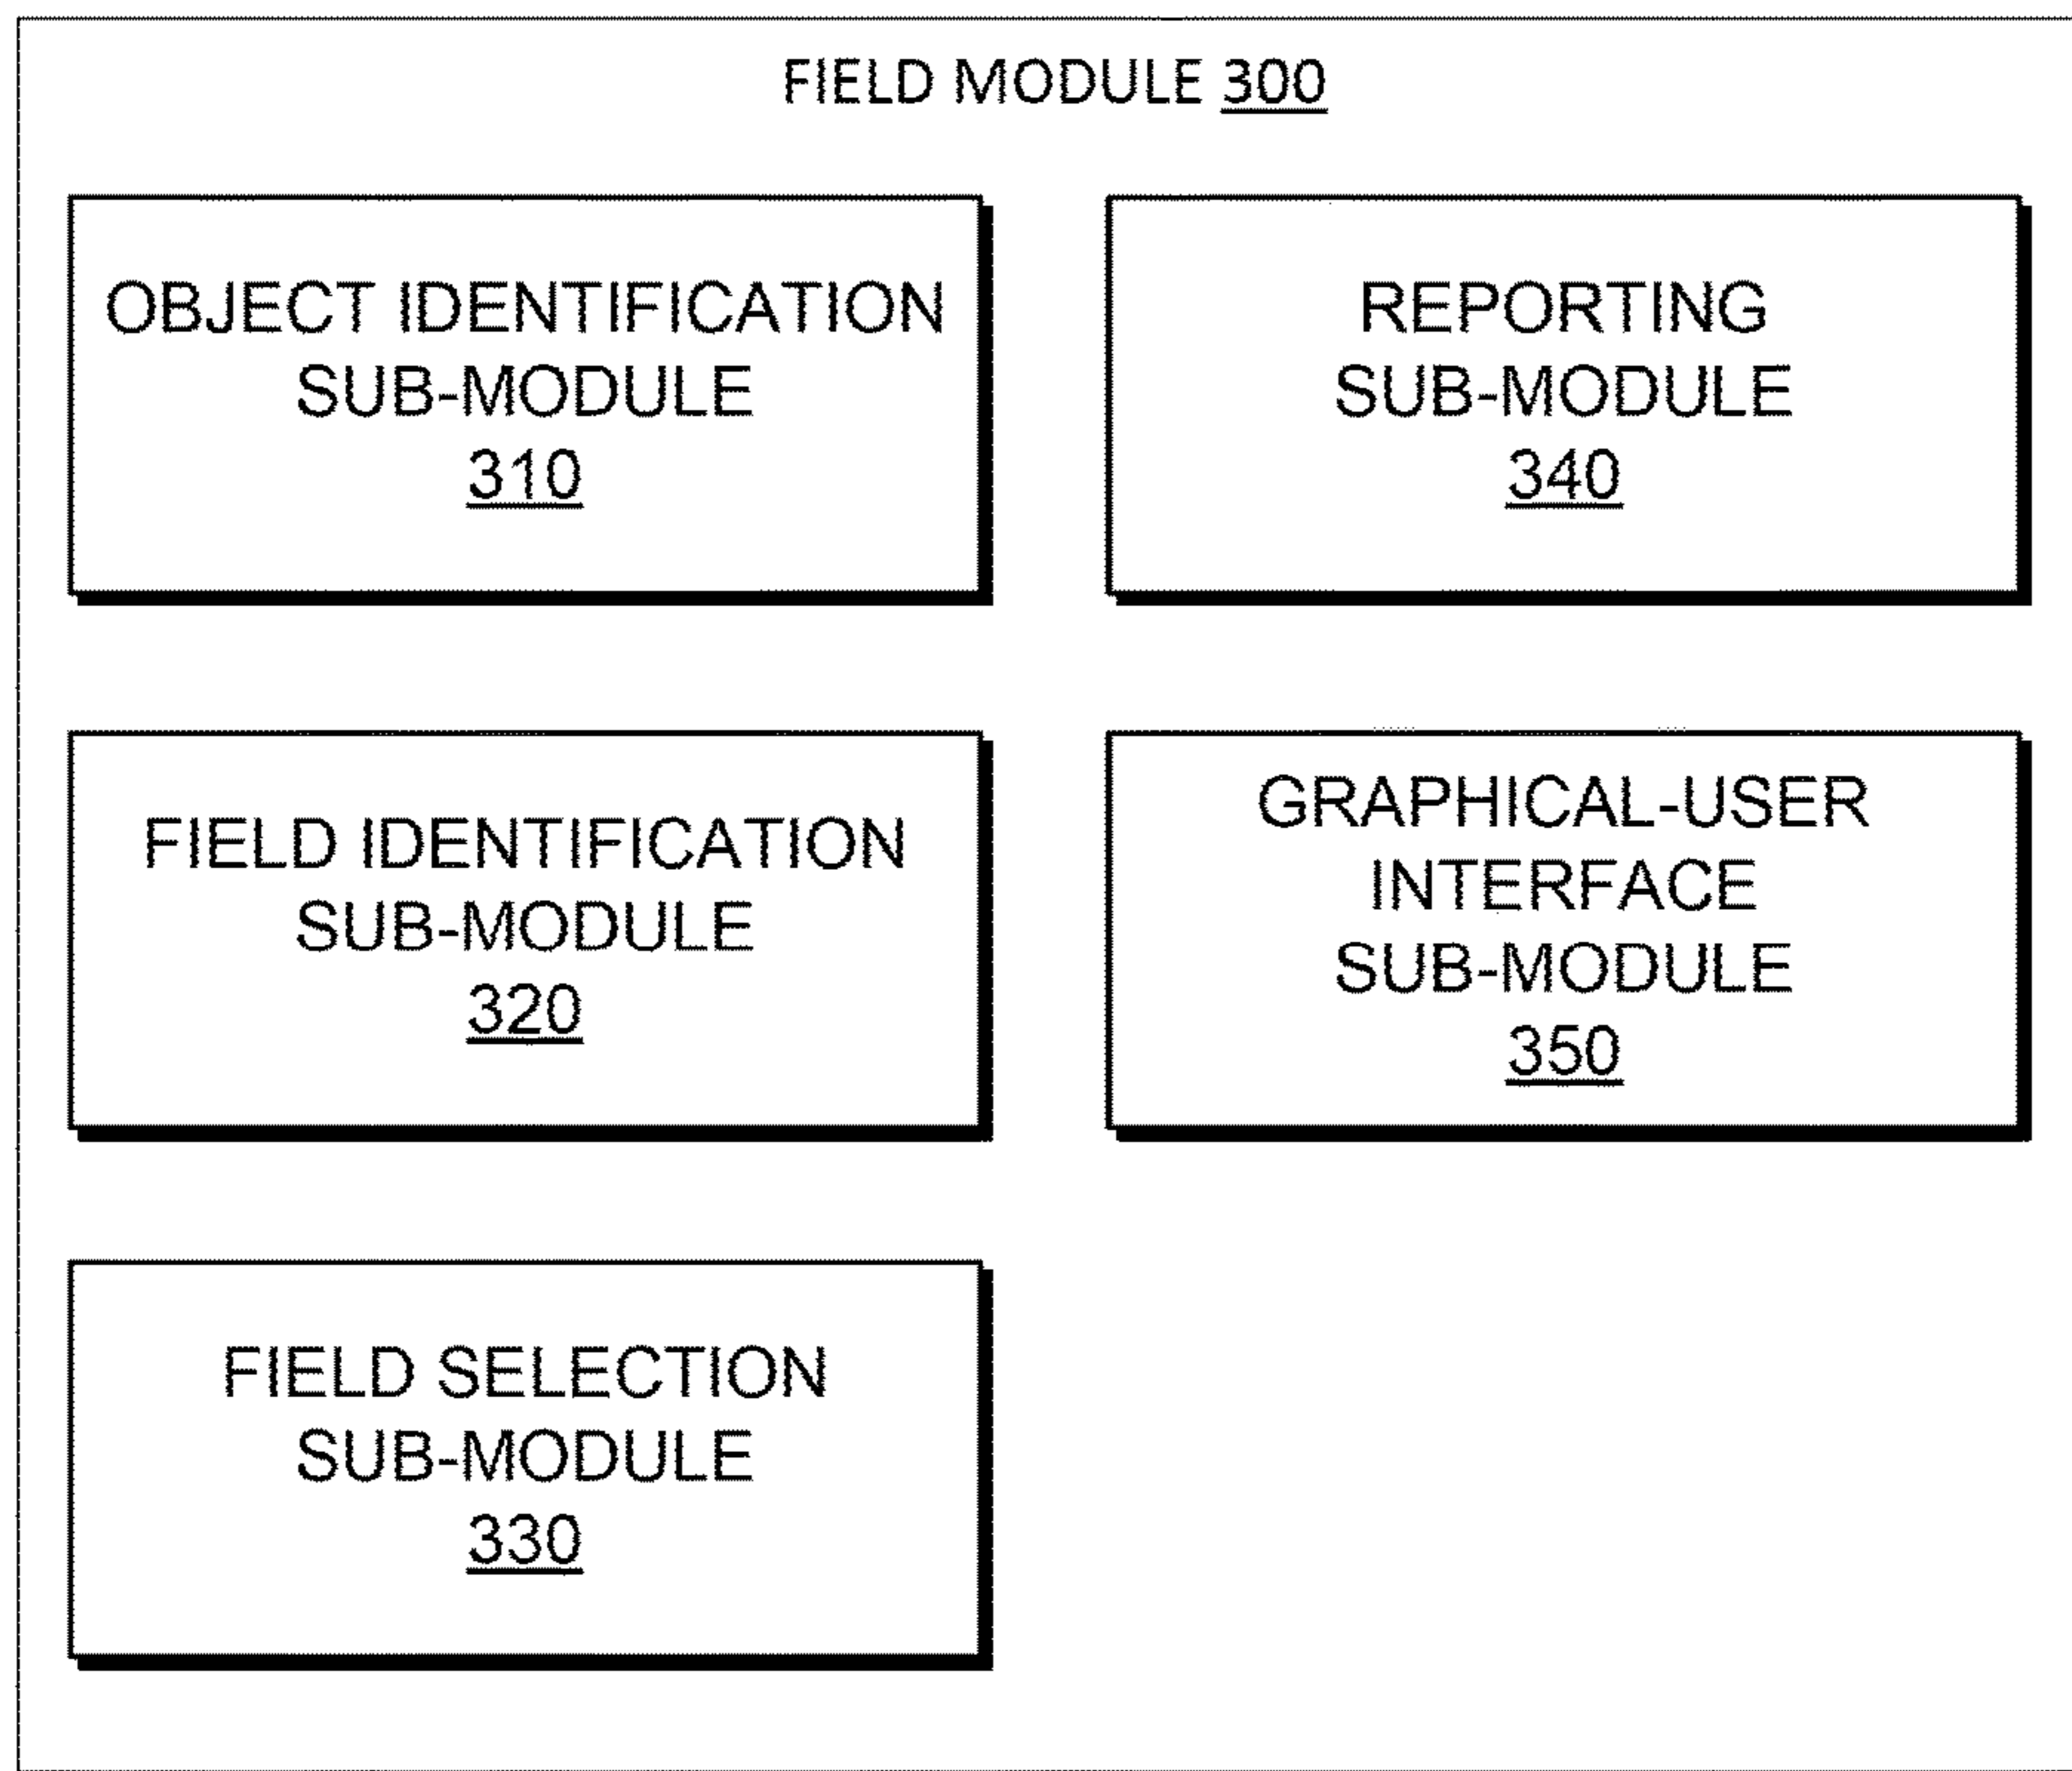 FIELD MODULE 300
OBJECT IDENTIFICATION
SUB-MODULE
310
FIELD IDENTIFICATION
SUB-MODULE
320
FIELD SELECTION
SUB-MODULE
330
REPORTING
SUB-MODULE
340
GRAPHICAL-USER
INTERFACE
SUB-MODULE
350